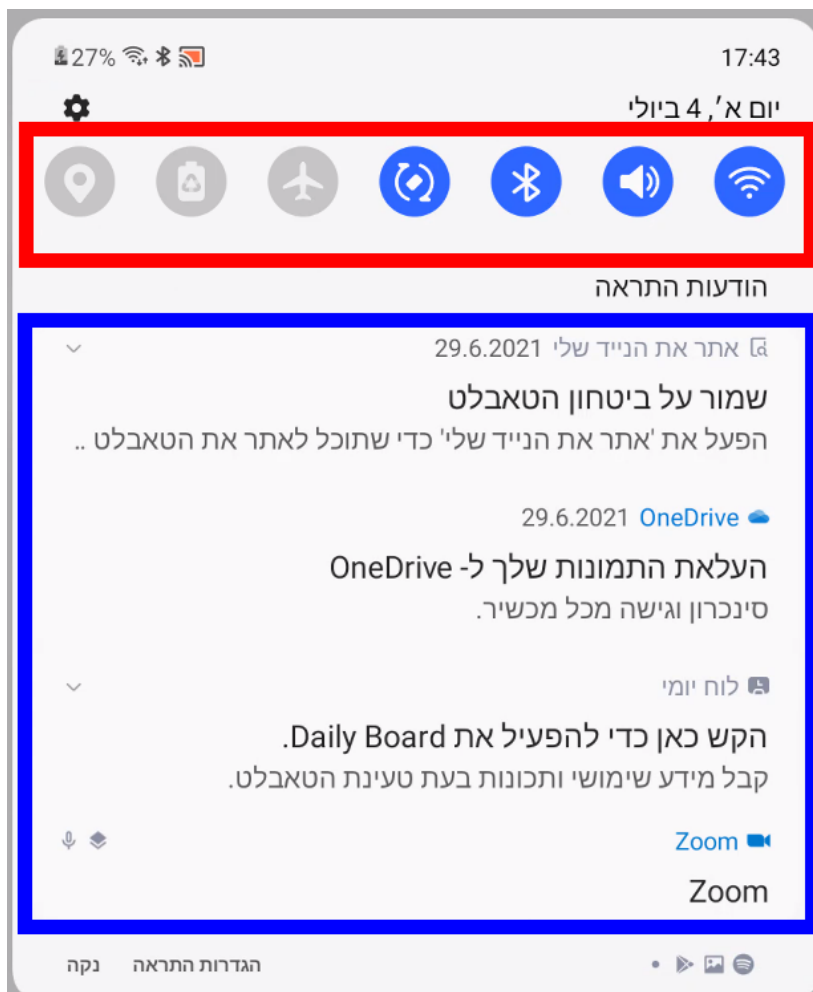 27% 17:43
יום א׳, 4 ביולי
הודעות התראה
אתר את הנייד שלי 29.6.2021
שמור על ביטחון הטאבלט
הפעל את 'אתר את הנייד שלי' כדי שתוכל לאתר את הטאבלט ..
OneDrive 29.6.2021
העלאת התמונות שלך ל- OneDrive
סינכרון וגישה מכל מכשיר.
לוח יומי
הקש כאן כדי להפעיל את Daily Board.
קבל מידע שימושי ותכונות בעת טעינת הטאבלט.
Zoom
Zoom
הגדרות התראה נקה